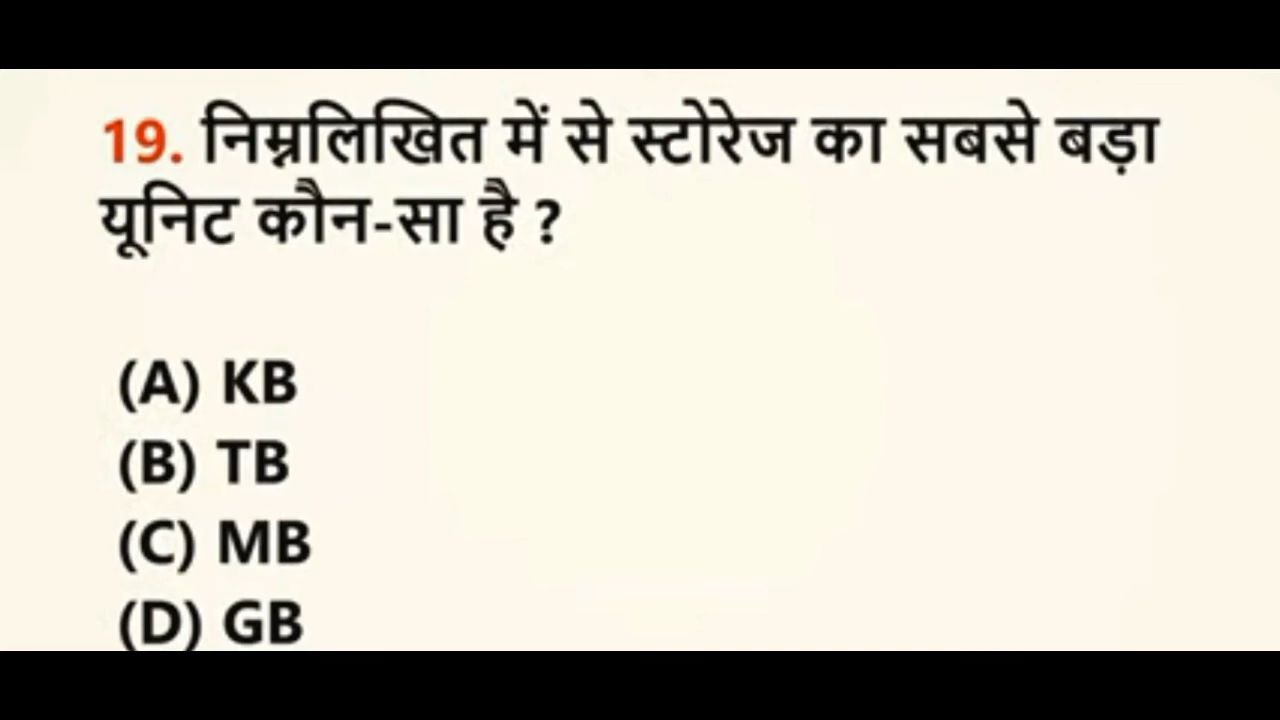 19. निम्नलिखित में से स्टोरेज का सबसे बड़ा
यूनिट कौन-सा है ?
(A) KB
(B) TB
(C) MB
(D) GB